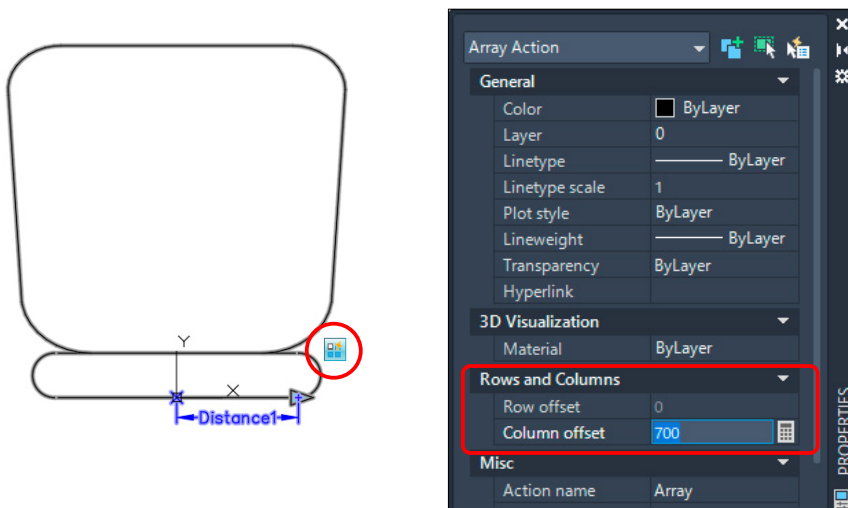 Y
X
Distance1
Array Action
General
Color ByLayer
Layer 0
Linetype ByLayer
Linetype scale 1
Plot style ByLayer
Lineweight ByLayer
Transparency ByLayer
Hyperlink
3D Visualization
Material ByLayer
Rows and Columns
Row offset 0
Column offset 700
Misc
Action name Array
PROPERTIES